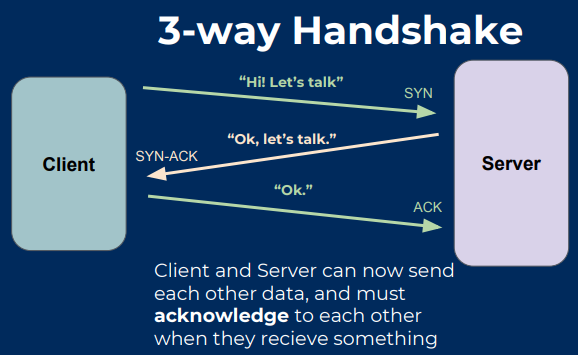 3-way Handshake
“Hi! Let’s talk”
SYN
“Ok, let’s talk.”
SYN-ACK
Client
Server
“Ok.”
ACK
Client and Server can now send
each other data, and must
acknowledge to each other
when they recieve something